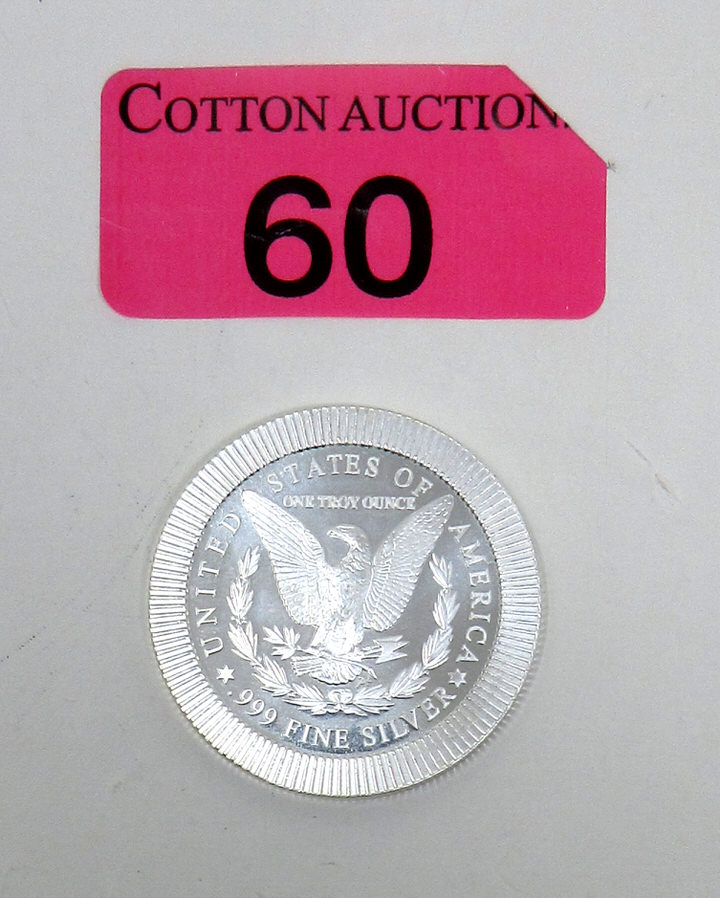 COTTON AUCTION
60
UNITED STATES OF AMERICA
ONE TROY OUNCE
.999 FINE SILVER